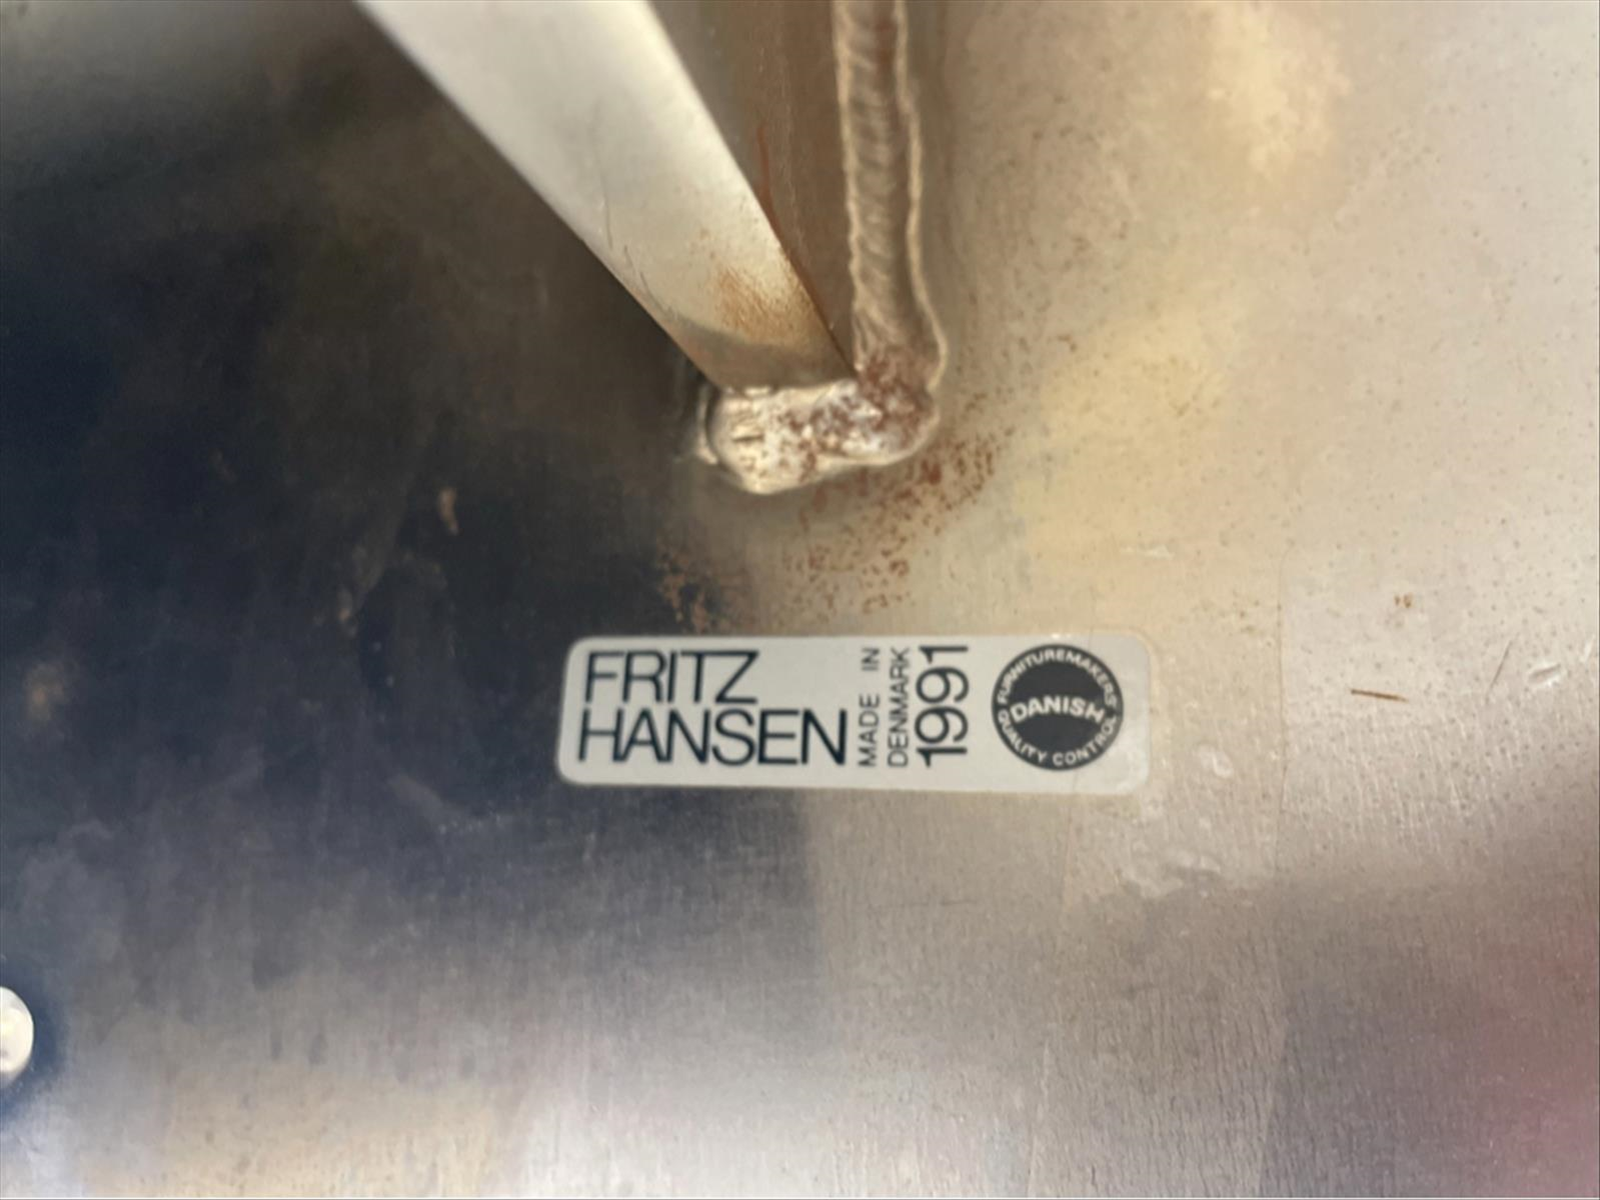 FRITZ
HANSEN
MADE IN
DENMARK
1991
FURNITUREMAKERS'
DANISH
QUALITY CONTROL